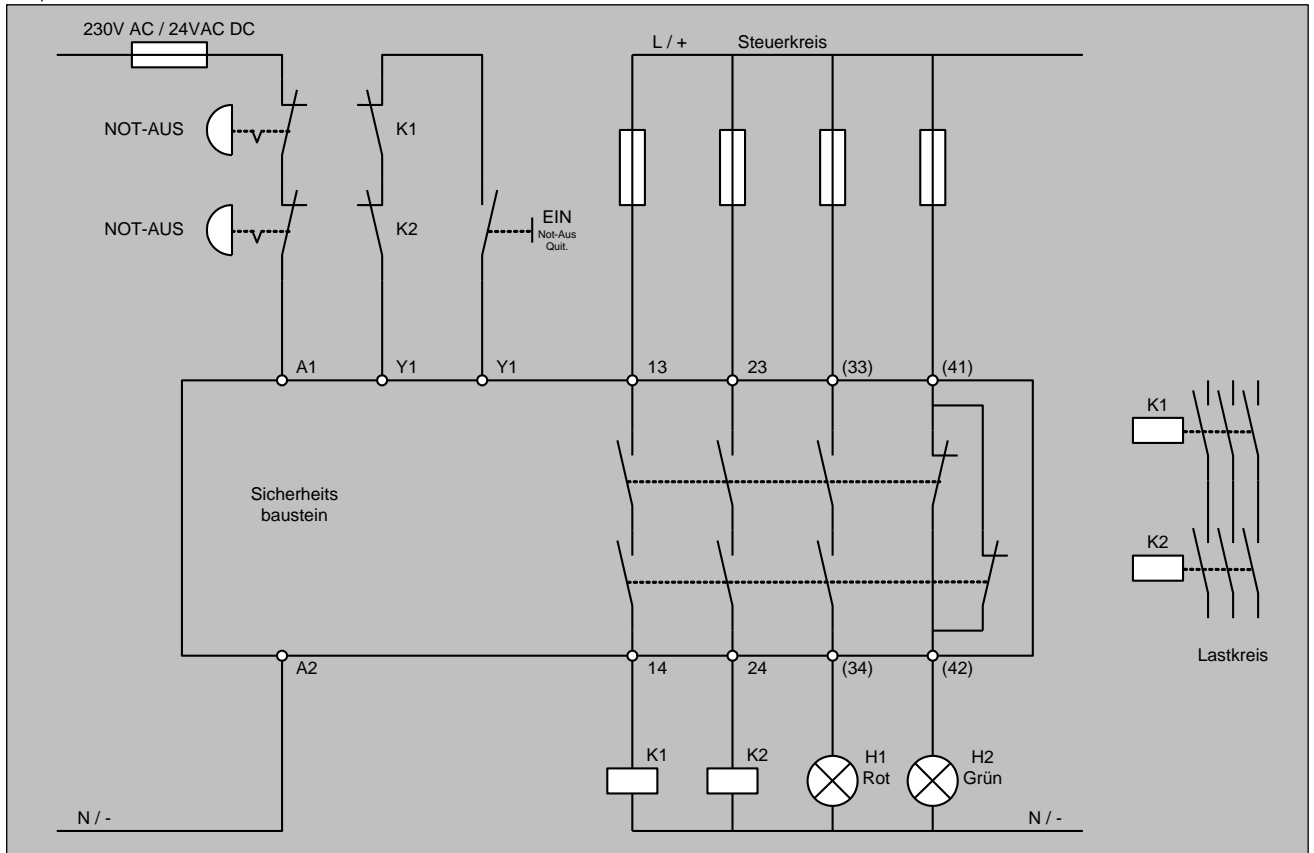 230V AC / 24VAC DC
L / +
Steuerkreis
NOT-AUS
K1
NOT-AUS
K2
EIN
Not-Aus
Quit.
A1
Y1
Y1
13
23
(33)
(41)
K1
Sicherheits
baustein
K2
A2
14
24
(34)
(42)
Lastkreis
K1
K2
H1
Rot
H2
Grün
N / -
N / -